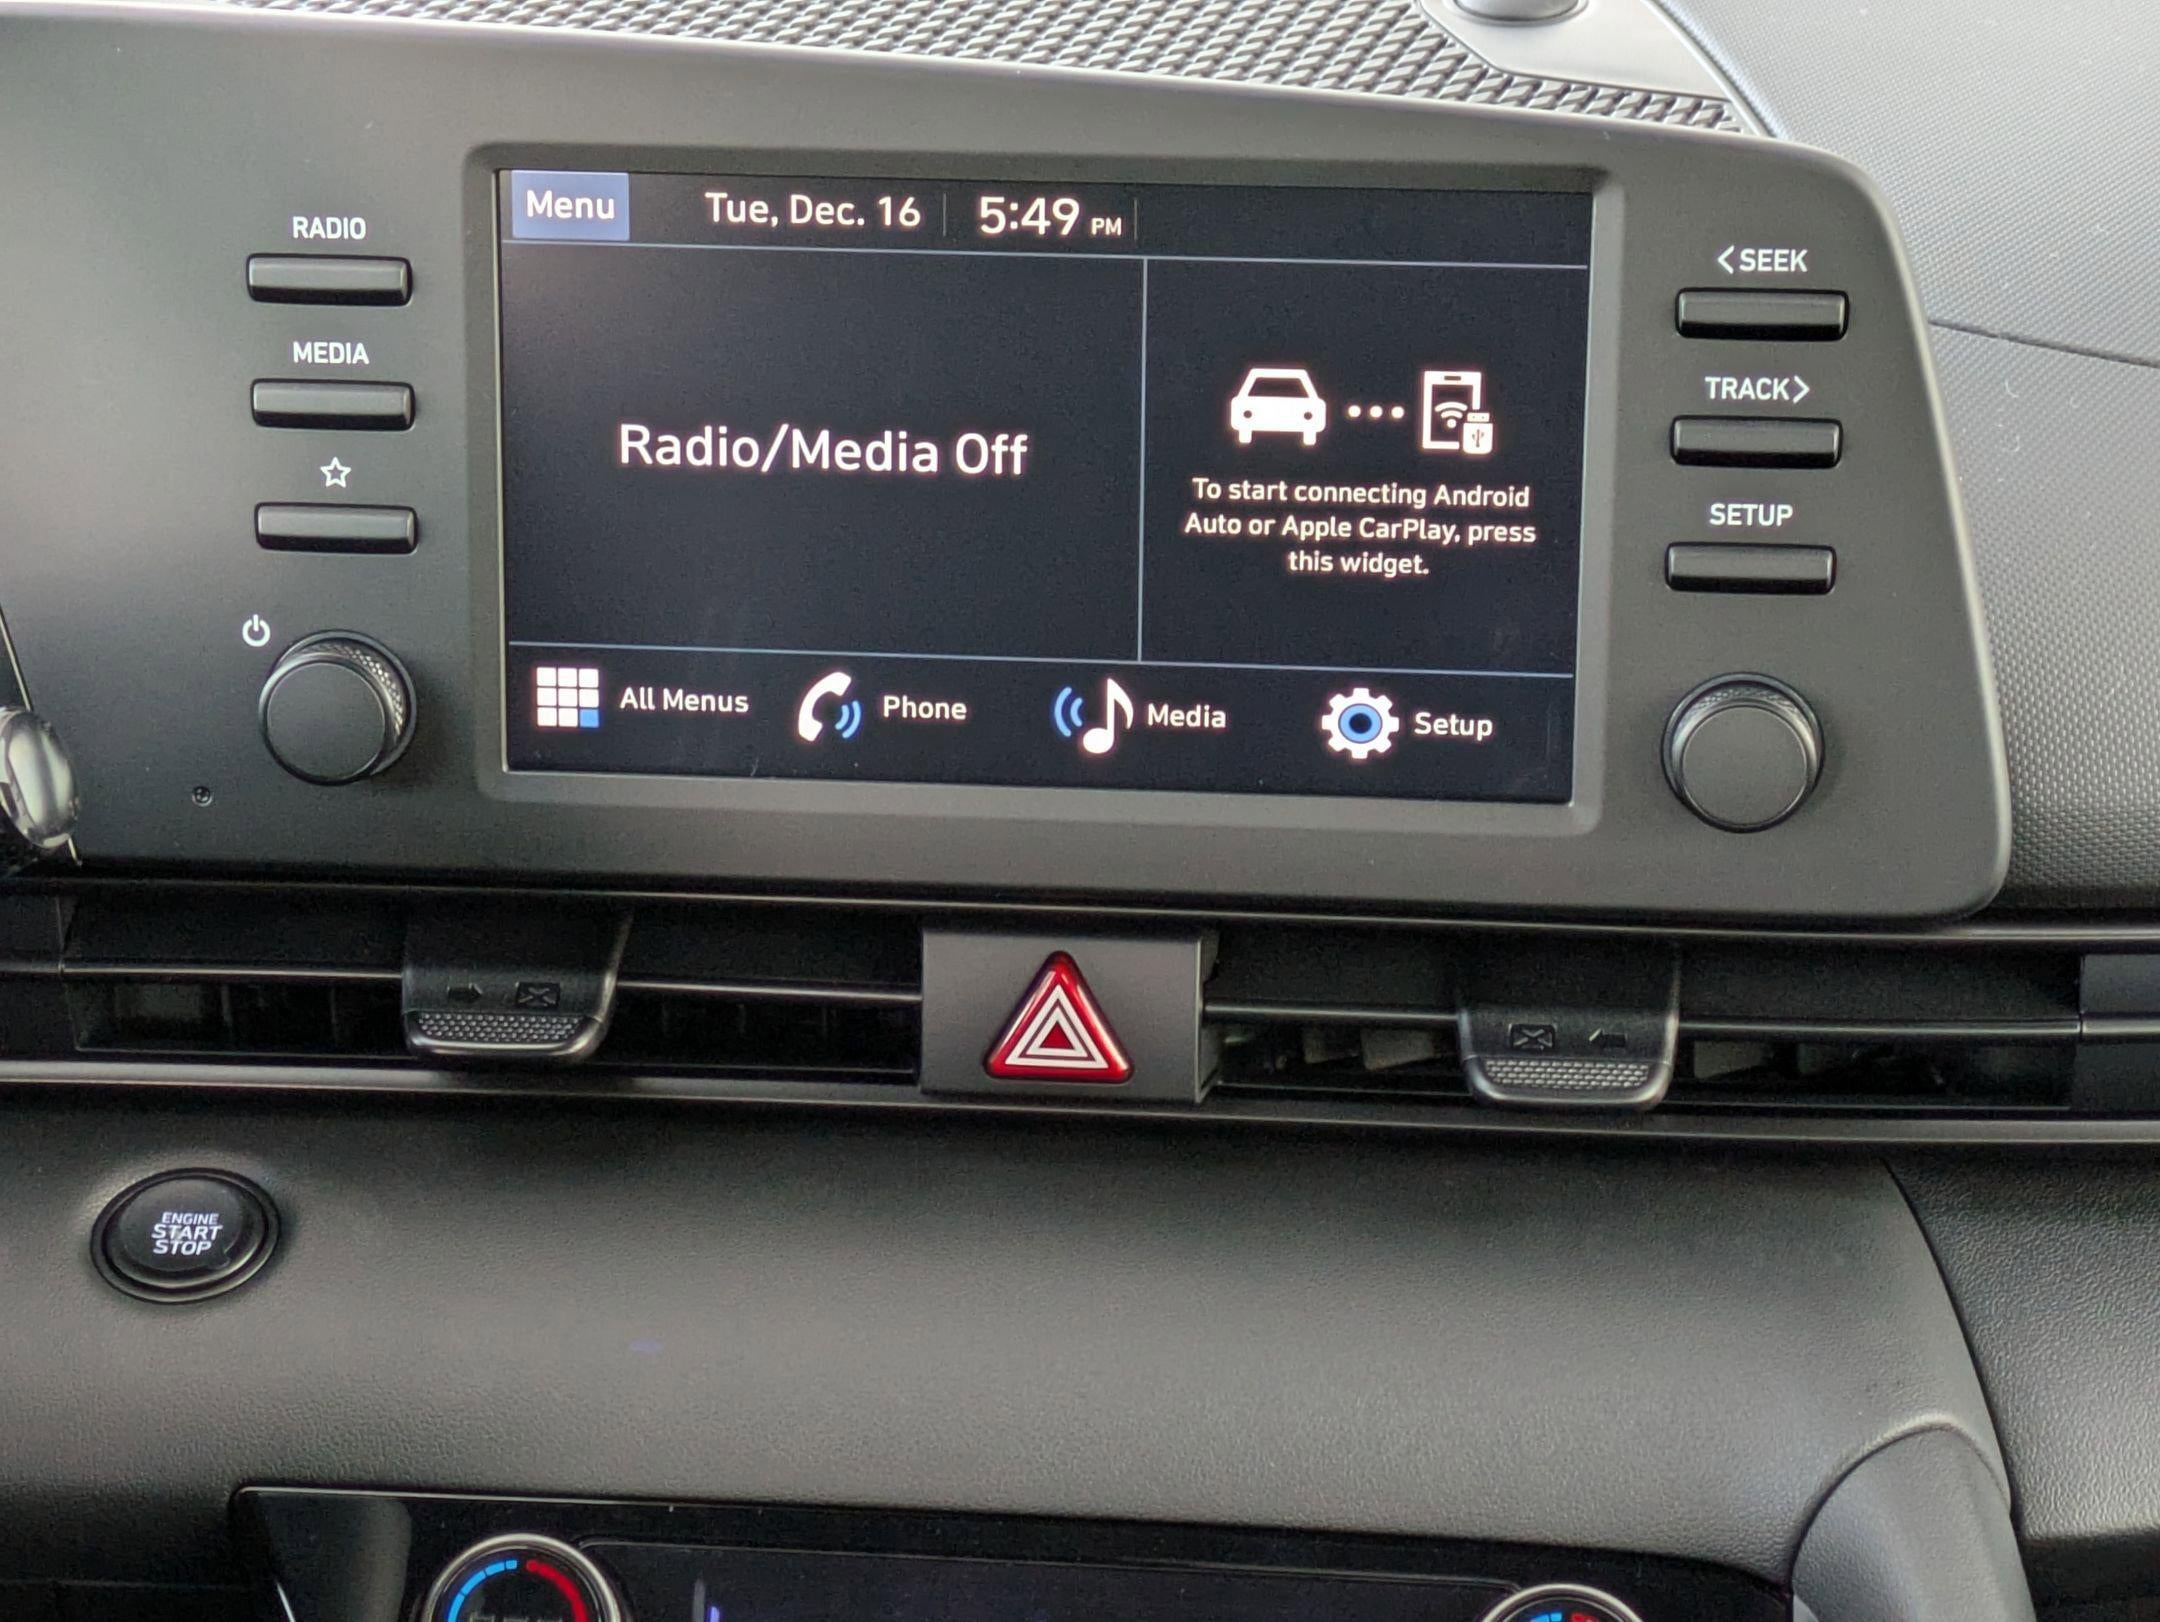 Menu Tue, Dec. 16 5:49 PM
RADIO
MEDIA
Radio/Media Off
To start connecting Android
Auto or Apple CarPlay, press
this widget.
All Menus Phone Media Setup
<SEEK
TRACK>
SETUP
ENGINE
START
STOP